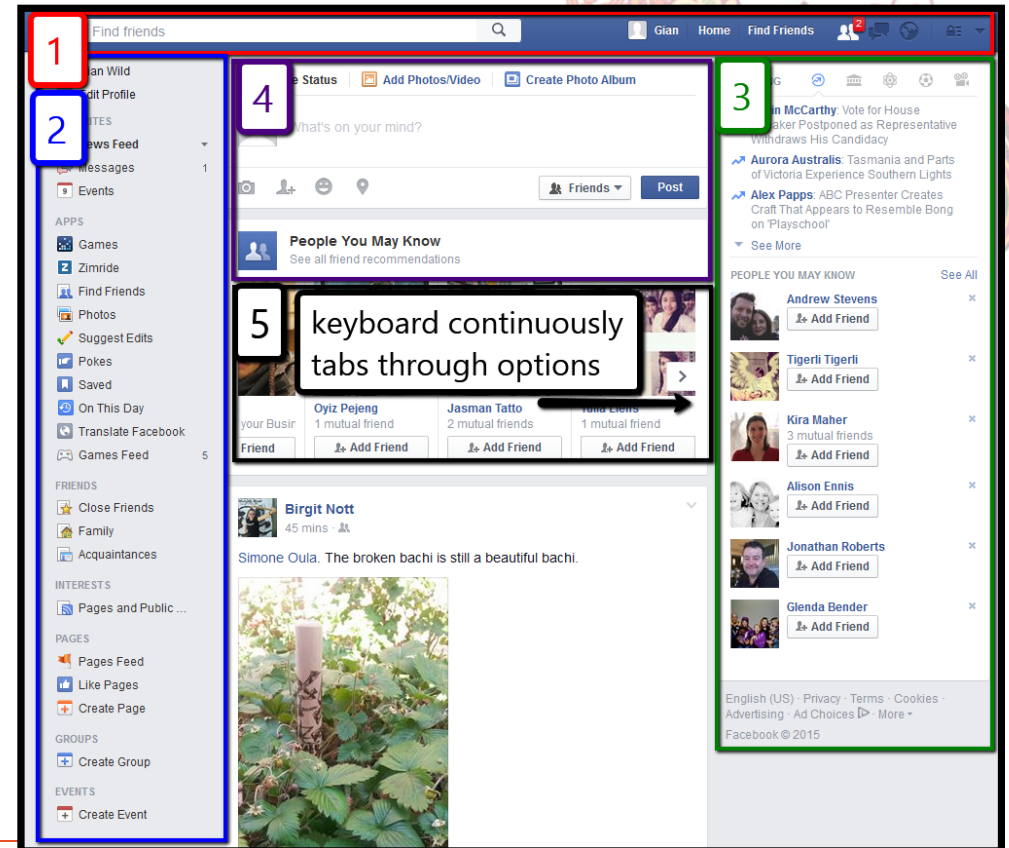 1
Find friends
Gian Home Find Friends 2
2
ian Wild
Edit Profile
ITES
News Feed
Messages 1
9 Events
APPS
Games
Z Zimride
Find Friends
Photos
Suggest Edits
Pokes
Saved
On This Day
Translate Facebook
Games Feed 5
FRIENDS
Close Friends
Family
Acquaintances
INTERESTS
Pages and Public ...
PAGES
Pages Feed
Like Pages
Create Page
GROUPS
Create Group
EVENTS
Create Event
4
e Status Add Photos/Video Create Photo Album
What's on your mind?
Friends Post
People You May Know
See all friend recommendations
5
keyboard continuously
tabs through options
Oyiz Pejeng Jasman Tatto
your Busir 1 mutual friend 2 mutual friends 1 mutual friend
Friend Add Friend Add Friend Add Friend
Birgit Nott
45 mins ·
Simone Oula. The broken bachi is still a beautiful bachi.
3
G
in McCarthy: Vote for House
eaker Postponed as Representative
Withdraws His Candidacy
Aurora Australis: Tasmania and Parts
of Victoria Experience Southern Lights
Alex Papps: ABC Presenter Creates
Craft That Appears to Resemble Bong
on 'Playschool'
See More
PEOPLE YOU MAY KNOW See All
Andrew Stevens
Add Friend
Tigerli Tigerli
Add Friend
Kira Maher
3 mutual friends
Add Friend
Alison Ennis
Add Friend
Jonathan Roberts
Add Friend
Glenda Bender
Add Friend
English (US) · Privacy · Terms · Cookies ·
Advertising · Ad Choices · More
Facebook © 2015